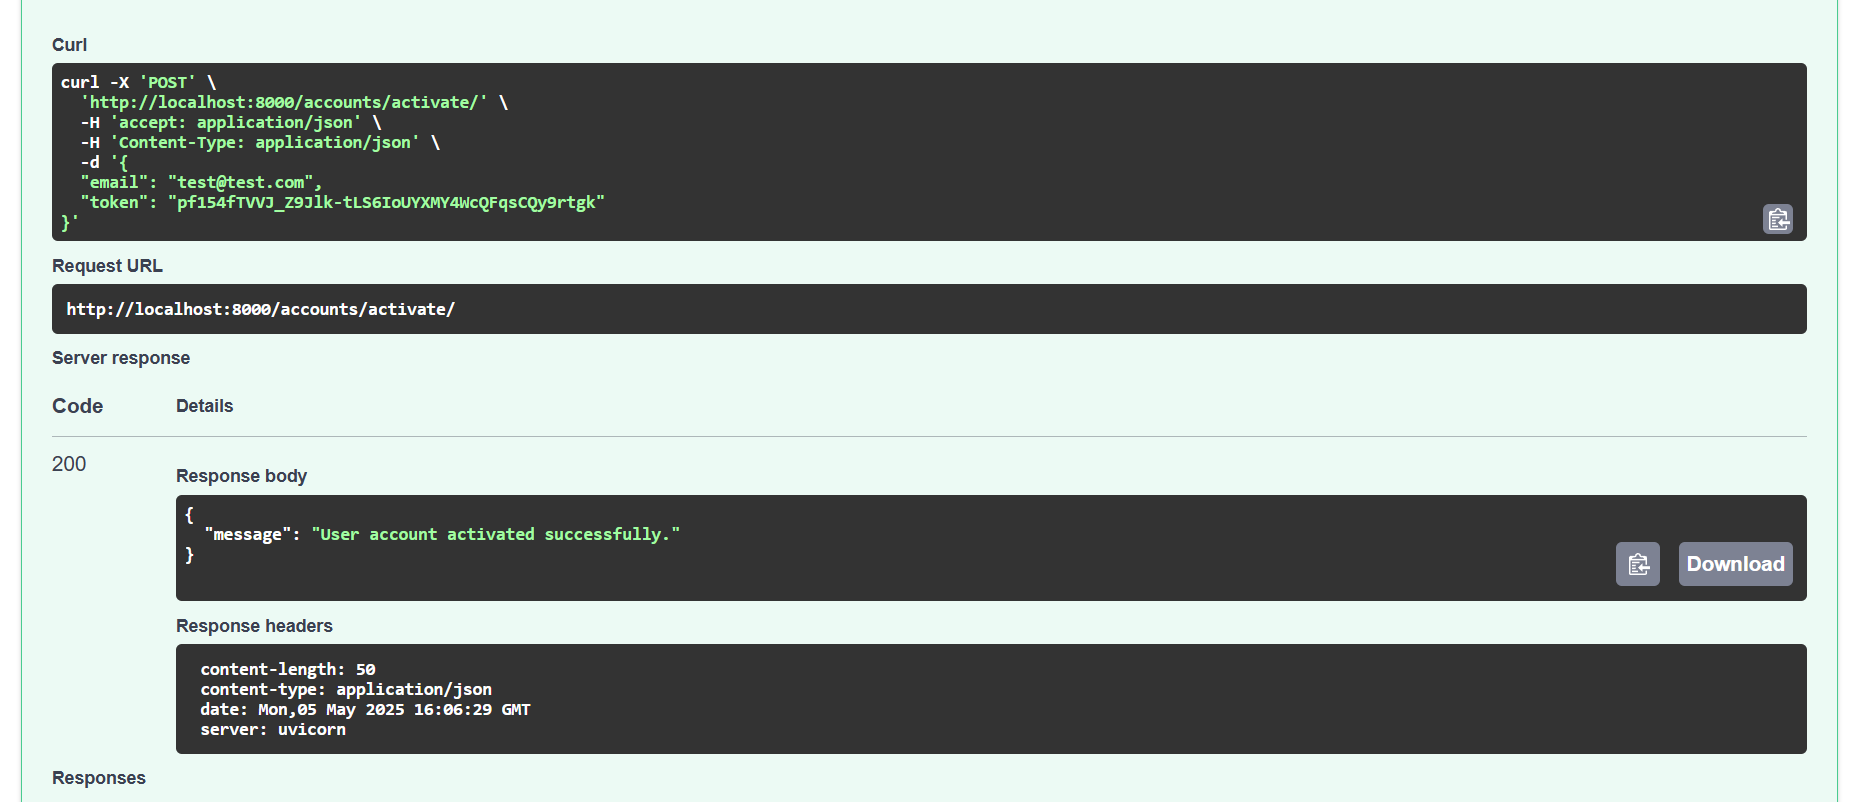 Curl
curl -X 'POST' \
  'http://localhost:8000/accounts/activate/' \
  -H 'accept: application/json' \
  -H 'Content-Type: application/json' \
  -d '{
  "email": "test@test.com",
  "token": "pf154fTVVJ_Z9Jlk-tLS6IoUYXMY4WcQFqsCQy9rtgk"
}'
Request URL
http://localhost:8000/accounts/activate/
Server response
Code Details
200
Response body
{
  "message": "User account activated successfully."
}
Download
Response headers
content-length: 50
content-type: application/json
date: Mon,05 May 2025 16:06:29 GMT
server: uvicorn
Responses